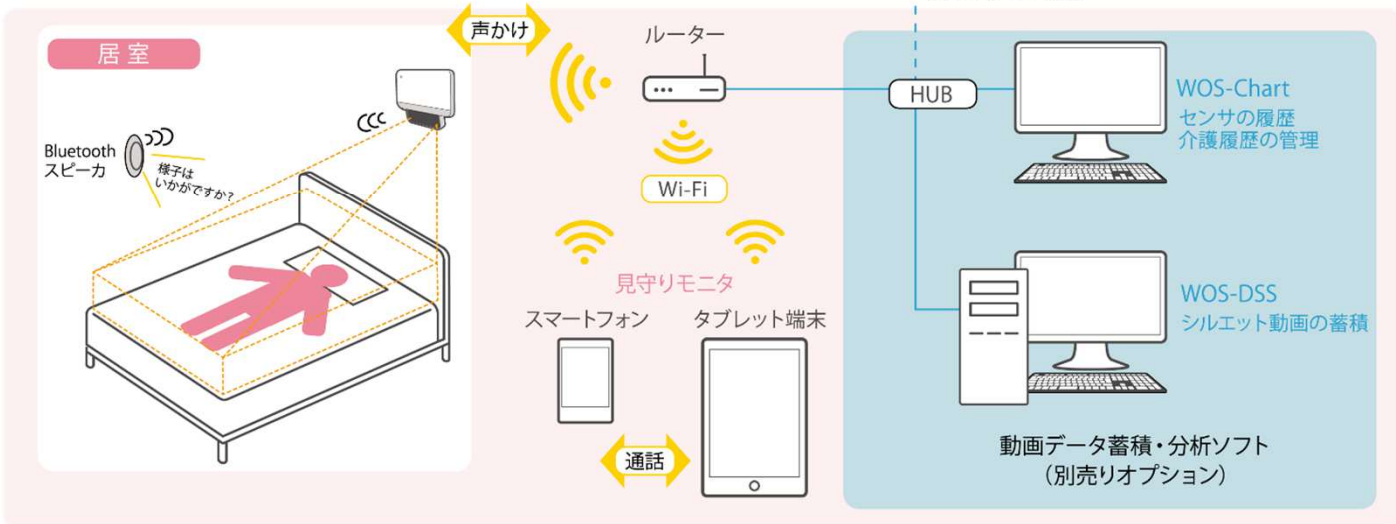 声かけ
居室
ルーター
HUB
WOS-Chart
センサの履歴
介護履歴の管理
Bluetooth
スピーカ
様子は
いかがですか?
Wi-Fi
見守りモニタ
スマートフォン
タブレット端末
通話
WOS-DSS
シルエット動画の蓄積
動画データ蓄積・分析ソフト
(別売りオプション)